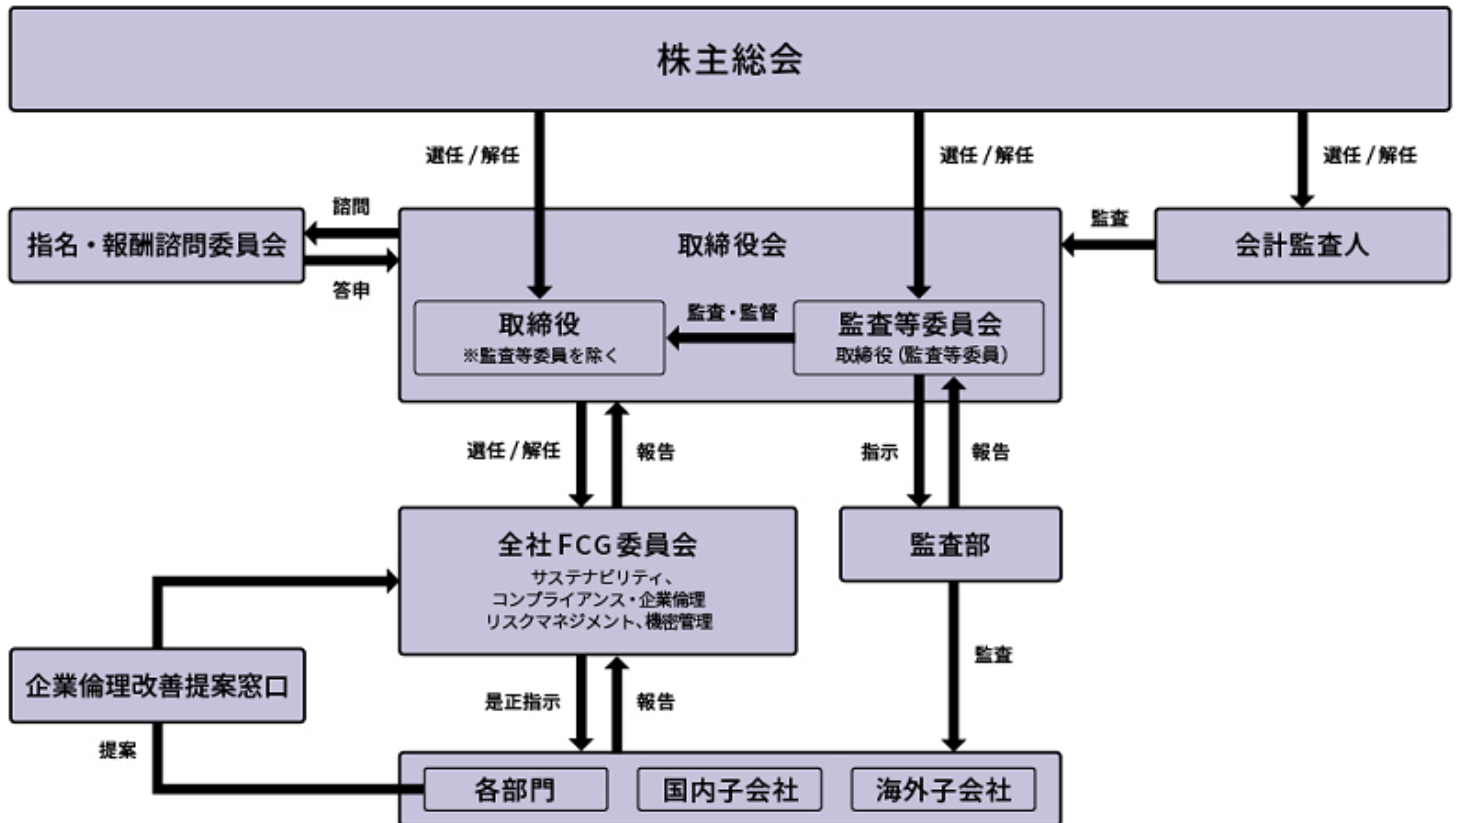 株主総会
選任 / 解任
選任 / 解任
選任 / 解任
諮問
指名・報酬諮問委員会
答申
取締役会
監査
会計監査人
取締役
※監査等委員を除く
監査・監督
監査等委員会
取締役 (監査等委員)
選任 / 解任
報告
指示
報告
全社FCG委員会
サステナビリティ、
コンプライアンス・企業倫理
リスクマネジメント、機密管理
監査部
企業倫理改善提案窓口
監査
是正指示
報告
提案
各部門
国内子会社
海外子会社